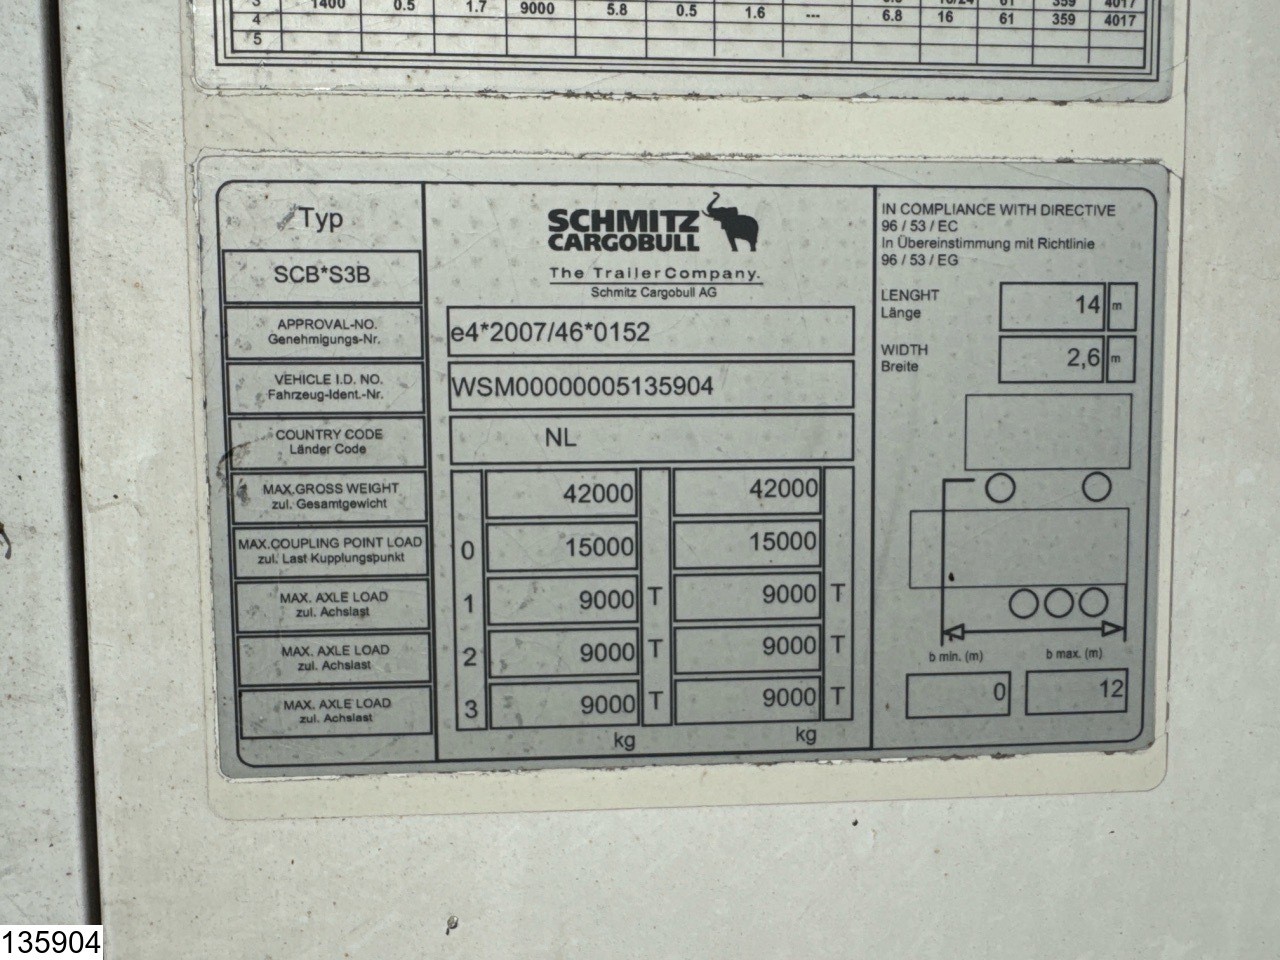 3 1400 0.5 1.7 9000 5.8 0.5 1.6 61 359 4017
4 --- 6.8 16 61 359 4017
5
Typ
SCB*S3B
APPROVAL-NO.
Genehmigungs-Nr.
VEHICLE I.D. NO.
Fahrzeug-Ident.-Nr.
COUNTRY CODE
Länder Code
MAX.GROSS WEIGHT
zul. Gesamtgewicht
MAX.COUPLING POINT LOAD
zul. Last Kupplungspunkt
MAX. AXLE LOAD
zul. Achslast
MAX. AXLE LOAD
zul. Achslast
MAX. AXLE LOAD
zul. Achslast
SCHMITZ
CARGOBULL
The Trailer Company.
Schmitz Cargobull AG
e4*2007/46*0152
WSM00000005135904
NL
42000 42000
0 15000 15000
1 9000 T 9000 T
2 9000 T 9000 T
3 9000 T 9000 T
kg kg
IN COMPLIANCE WITH DIRECTIVE
96 / 53 / EC
In Übereinstimmung mit Richtlinie
96 / 53 / EG
LENGHT
Länge
14 m
WIDTH
Breite
2,6 m
b min. (m) b max. (m)
0 12
135904